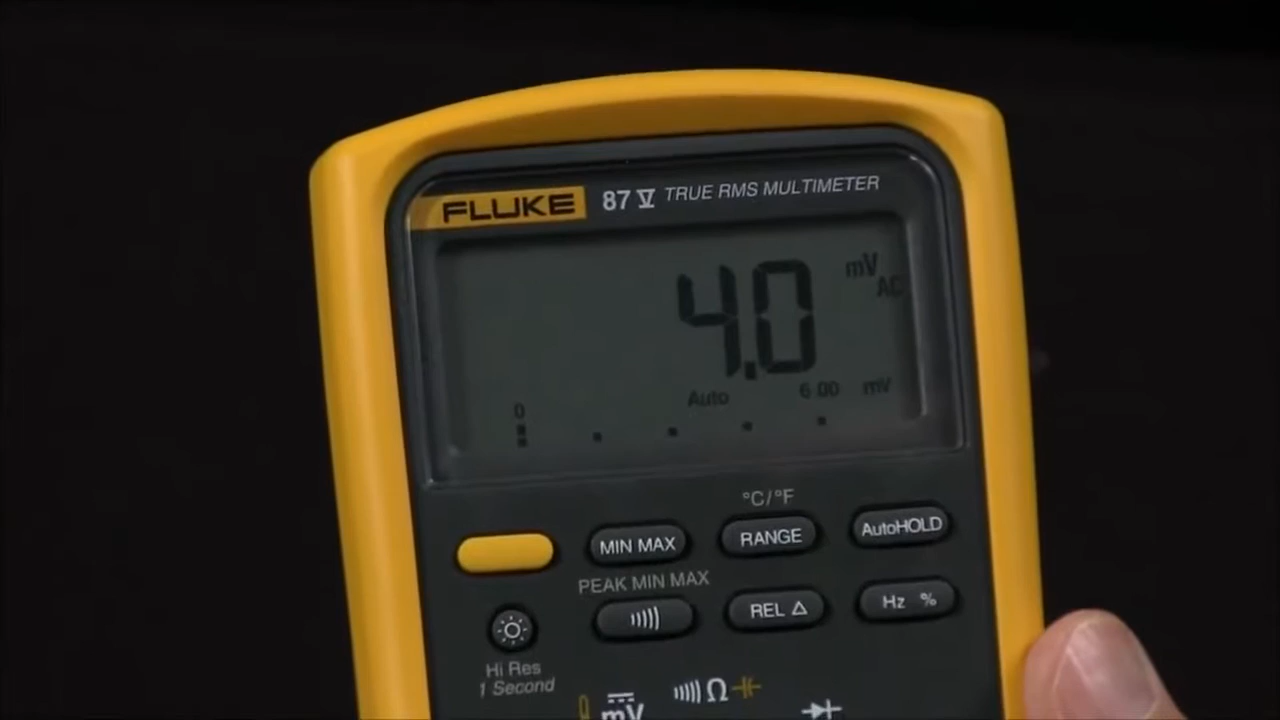 FLUKE 87 V TRUE RMS MULTIMETER
4.0 mV AC
Auto 6.00 mV
0
°C/°F
MIN MAX RANGE AutoHOLD
PEAK MIN MAX
REL Δ Hz %
Hi Res
1 Second
mV Ω